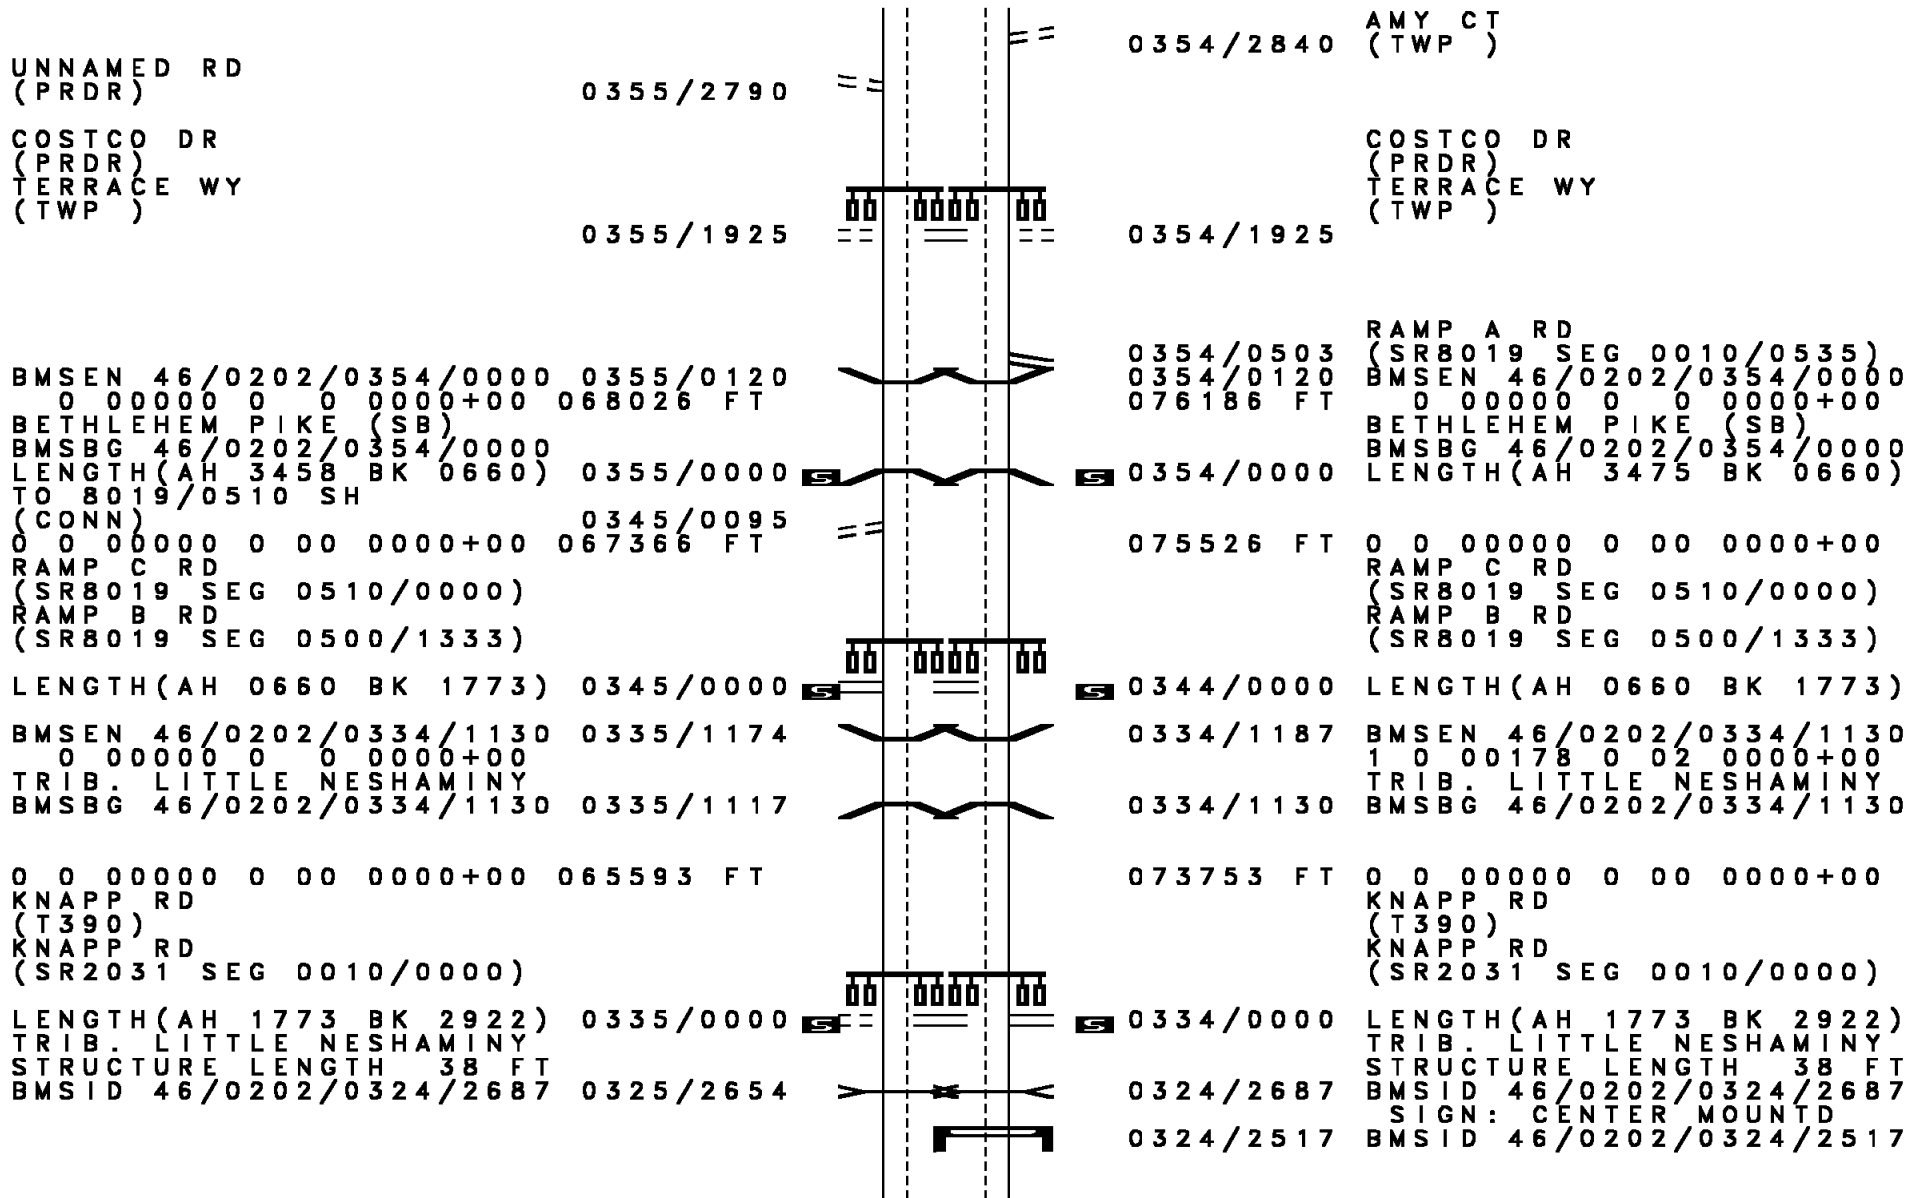 AMY CT
0354/2840 (TWP )
UNNAMED RD
(PRDR) 0355/2790
COSTCO DR COSTCO DR
(PRDR) (PRDR)
TERRACE WY TERRACE WY
(TWP ) (TWP )
0355/1925 0354/1925
RAMP A RD
0354/0503 (SR8019 SEG 0010/0535)
BMSEN 46/0202/0354/0000 0355/0120 0354/0120 BMSEN 46/0202/0354/0000
0 00000 0 0 0000+00 068026 FT 076186 FT 0 00000 0 0 0000+00
BETHLEHEM PIKE (SB) BETHLEHEM PIKE (SB)
BMSBG 46/0202/0354/0000 BMSBG 46/0202/0354/0000
LENGTH(AH 3458 BK 0660) 0355/0000 S S 0354/0000 LENGTH(AH 3475 BK 0660)
TO 8019/0510 SH
(CONN) 0345/0095
0 0 00000 0 00 0000+00 067366 FT 075526 FT 0 0 00000 0 00 0000+00
RAMP C RD RAMP C RD
(SR8019 SEG 0510/0000) (SR8019 SEG 0510/0000)
RAMP B RD RAMP B RD
(SR8019 SEG 0500/1333) (SR8019 SEG 0500/1333)
LENGTH(AH 0660 BK 1773) 0345/0000 S S 0344/0000 LENGTH(AH 0660 BK 1773)
BMSEN 46/0202/0334/1130 0335/1174 0334/1187 BMSEN 46/0202/0334/1130
0 00000 0 0 0000+00 1 0 00178 0 02 0000+00
TRIB. LITTLE NESHAMINY TRIB. LITTLE NESHAMINY
BMSBG 46/0202/0334/1130 0335/1117 0334/1130 BMSBG 46/0202/0334/1130
0 0 00000 0 00 0000+00 065593 FT 073753 FT 0 0 00000 0 00 0000+00
KNAPP RD KNAPP RD
(T390) (T390)
KNAPP RD KNAPP RD
(SR2031 SEG 0010/0000) (SR2031 SEG 0010/0000)
LENGTH(AH 1773 BK 2922) 0335/0000 S S 0334/0000 LENGTH(AH 1773 BK 2922)
TRIB. LITTLE NESHAMINY TRIB. LITTLE NESHAMINY
STRUCTURE LENGTH 38 FT STRUCTURE LENGTH 38 FT
BMSID 46/0202/0324/2687 0325/2654 0324/2687 BMSID 46/0202/0324/2687
SIGN: CENTER MOUNTD
0324/2517 BMSID 46/0202/0324/2517